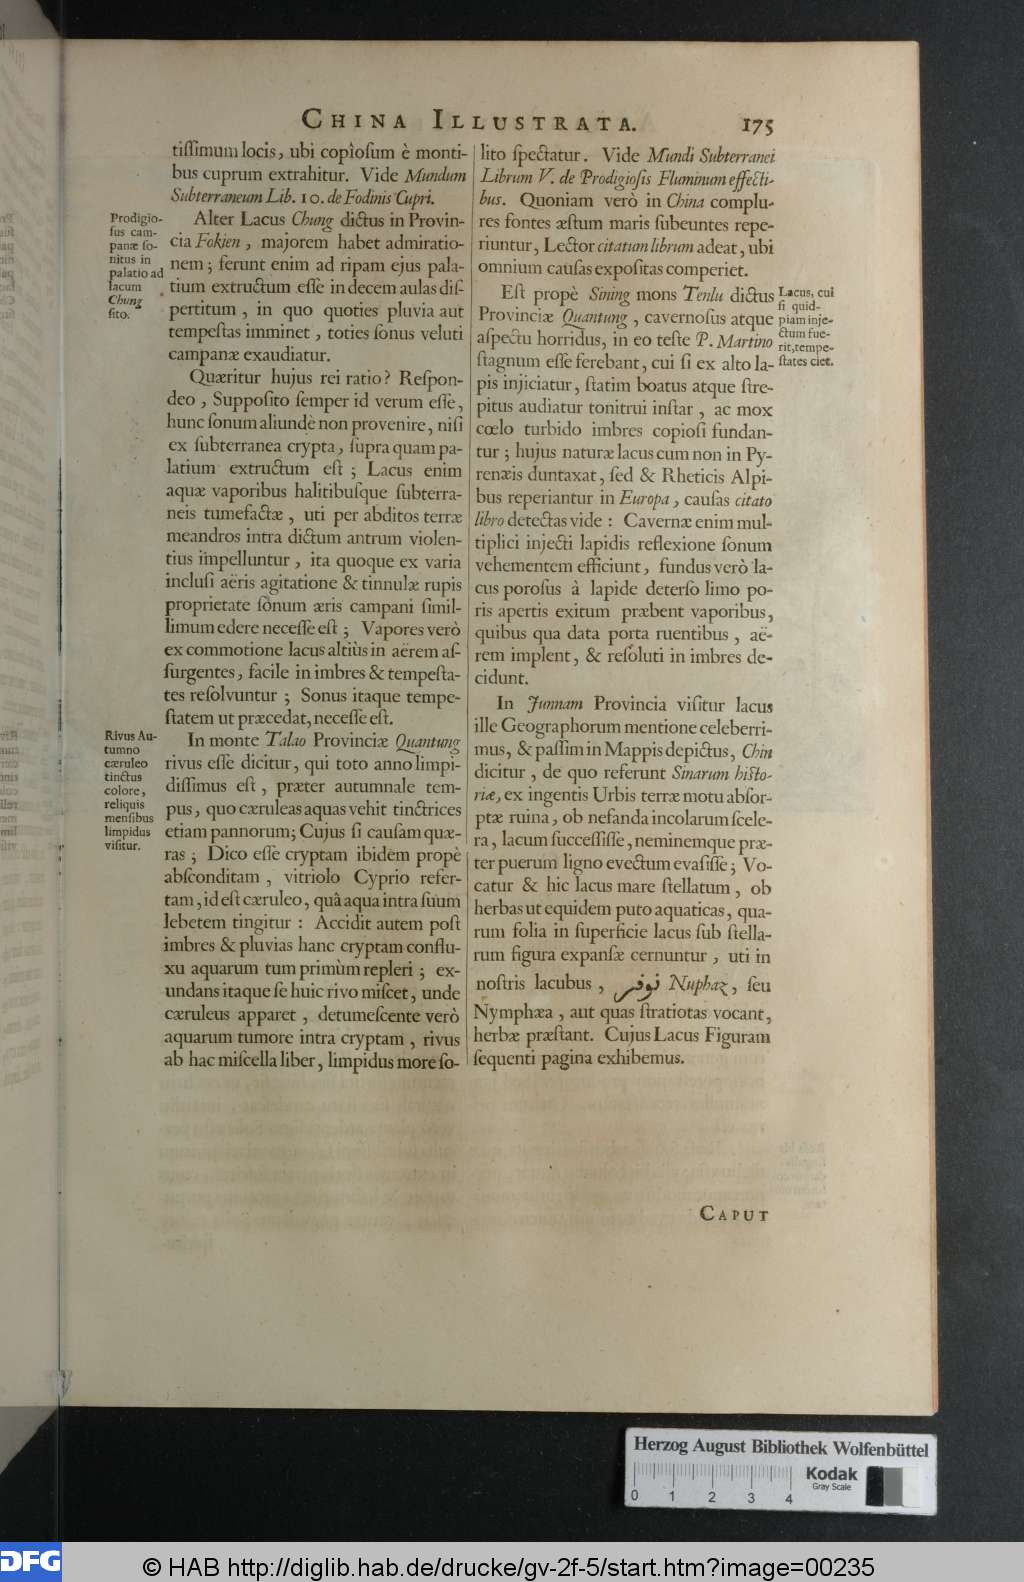 CHINA ILLUSTRATA. 175
tiſſimum locis, ubi copioſum è monti-
bus cuprum extrahitur. Vide Mundum
Subterraneum Lib. 10. de Fodinis Cupri.
Prodigio-
ſus cam-
panæ ſo-
nitus in
palatio ad
lacum
Chung
ſito.
Alter Lacus Chung dictus in Provin-
cia Fokien, majorem habet admiratio-
nem; ferunt enim ad ripam ejus pala-
tium extructum eſſe in decem aulas diſ-
pertitum, in quo quoties pluvia aut
tempeſtas imminet, toties ſonus veluti
campanæ exaudiatur.
Quæritur hujus rei ratio? Reſpon-
deo, Suppoſito ſemper id verum eſſe,
hunc ſonum aliundè non provenire, niſi
ex ſubterranea crypta, ſupra quam pa-
latium extructum eſt; Lacus enim
aquæ vaporibus halitibuſque ſubterra-
neis tumefactæ, uti per abditos terræ
meandros intra dictum antrum violen-
tius impelluntur, ita quoque ex varia
incluſi aëris agitatione & tinnulæ rupis
proprietate ſonum æris campani ſimil-
limum edere neceſſe eſt; Vapores verò
ex commotione lacus altiùs in aërem aſ-
ſurgentes, facile in imbres & tempeſta-
tes reſolvuntur; Sonus itaque tempe-
ſtatem ut præcedat, neceſſe eſt.
Rivus Au-
tumno
cæruleo
tinctus
colore,
reliquis
menſibus
limpidus
viſitur.
In monte Talao Provinciæ Quantung
rivus eſſe dicitur, qui toto anno limpi-
diſſimus eſt, præter autumnale tem-
pus, quo cæruleas aquas vehit tinctrices
etiam pannorum; Cujus ſi cauſam quæ-
ras; Dico eſſe cryptam ibidem propè
abſconditam, vitriolo Cyprio refer-
tam, id eſt cæruleo, quâ aqua intra ſuum
lebetem tingitur: Accidit autem poſt
imbres & pluvias hanc cryptam conflu-
xu aquarum tum primùm repleri; ex-
undans itaque ſe huic rivo miſcet, unde
cæruleus apparet, detumeſcente verò
aquarum tumore intra cryptam, rivus
ab hac miſcella liber, limpidus more ſo-
lito ſpectatur. Vide Mundi Subterranei
Librum V. de Prodigioſis Fluminum effecti-
bus. Quoniam verò in China complu-
res fontes æſtum maris ſubeuntes repe-
riuntur, Lector citatum librum adeat, ubi
omnium cauſas expoſitas comperiet.
Eſt propè Sining mons Tenlu dictus
Provinciæ Quantung, cavernoſus atque
aſpectu horridus, in eo teſte P. Martino
ſtagnum eſſe ferebant, cui ſi ex alto la-
pis injiciatur, ſtatim boatus atque ſtre-
pitus audiatur tonitrui inſtar, ac mox
cœlo turbido imbres copioſi fundan-
tur; hujus naturæ lacus cum non in Py-
renæis duntaxat, ſed & Rheticis Alpi-
bus reperiantur in Europa, cauſas citato
libro detectas vide: Cavernæ enim mul-
tiplici injecti lapidis reflexione ſonum
vehementem efficiunt, fundus verò la-
cus poroſus à lapide deterſo limo po-
ris apertis exitum præbent vaporibus,
quibus qua data porta ruentibus, aë-
rem implent, & reſoluti in imbres de-
cidunt.
Lacus, cui
ſi quid-
piam inje-
ctum fue-
rit, tempe-
ſtates ciet.
In Junnam Provincia viſitur lacus
ille Geographorum mentione celeberri-
mus, & paſſim in Mappis depictus, Chin
dicitur, de quo referunt Sinarum hiſto-
riæ, ex ingentis Urbis terræ motu abſor-
ptæ ruina, ob nefanda incolarum ſcele-
ra, lacum ſucceſſiſſe, neminemque præ-
ter puerum ligno evectum evaſiſſe; Vo-
catur & hic lacus mare ſtellatum, ob
herbas ut equidem puto aquaticas, qua-
rum folia in ſuperficie lacus ſub ſtella-
rum figura expanſæ cernuntur, uti in
noſtris lacubus, نوفر Nuphaz, ſeu
Nymphæa, aut quas ſtratiotas vocant,
herbæ præſtant. Cujus Lacus Figuram
ſequenti pagina exhibemus.
CAPUT
Herzog August Bibliothek Wolfenbüttel
Kodak
Gray Scale
0 1 2 3 4
DFG
© HAB http://diglib.hab.de/drucke/gv-2f-5/start.htm?image=00235